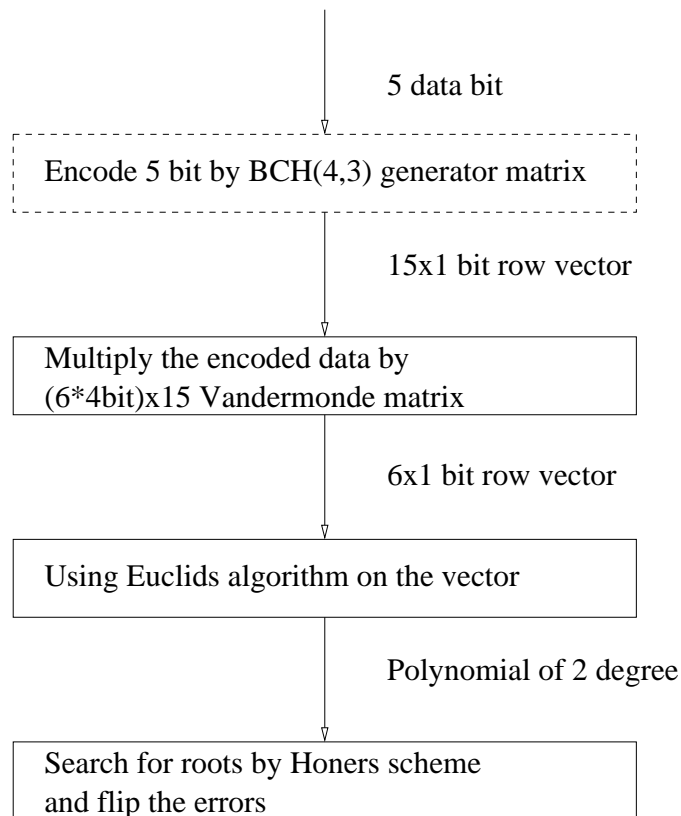 5 data bit
Encode 5 bit by BCH(4,3) generator matrix
15x1 bit row vector
Multiply the encoded data by
(6*4bit)x15 Vandermonde matrix
6x1 bit row vector
Using Euclids algorithm on the vector
Polynomial of 2 degree
Search for roots by Honers scheme
and flip the errors